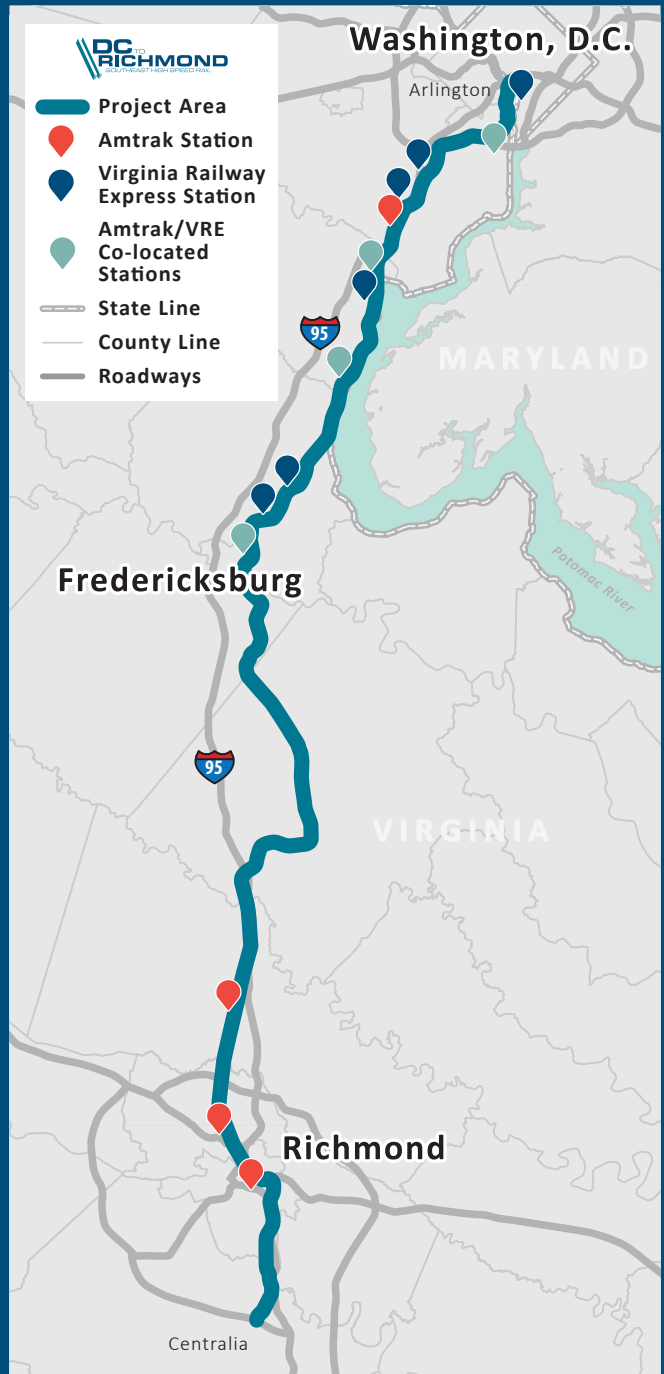 DC TO
RICHMOND
SOUTHEAST HIGH SPEED RAIL
Project Area
Amtrak Station
Virginia Railway
Express Station
Amtrak/VRE
Co-located
Stations
State Line
County Line
Roadways
Washington, D.C.
Arlington
95
MARYLAND
Potomac River
Fredericksburg
95
VIRGINIA
Richmond
Centralia